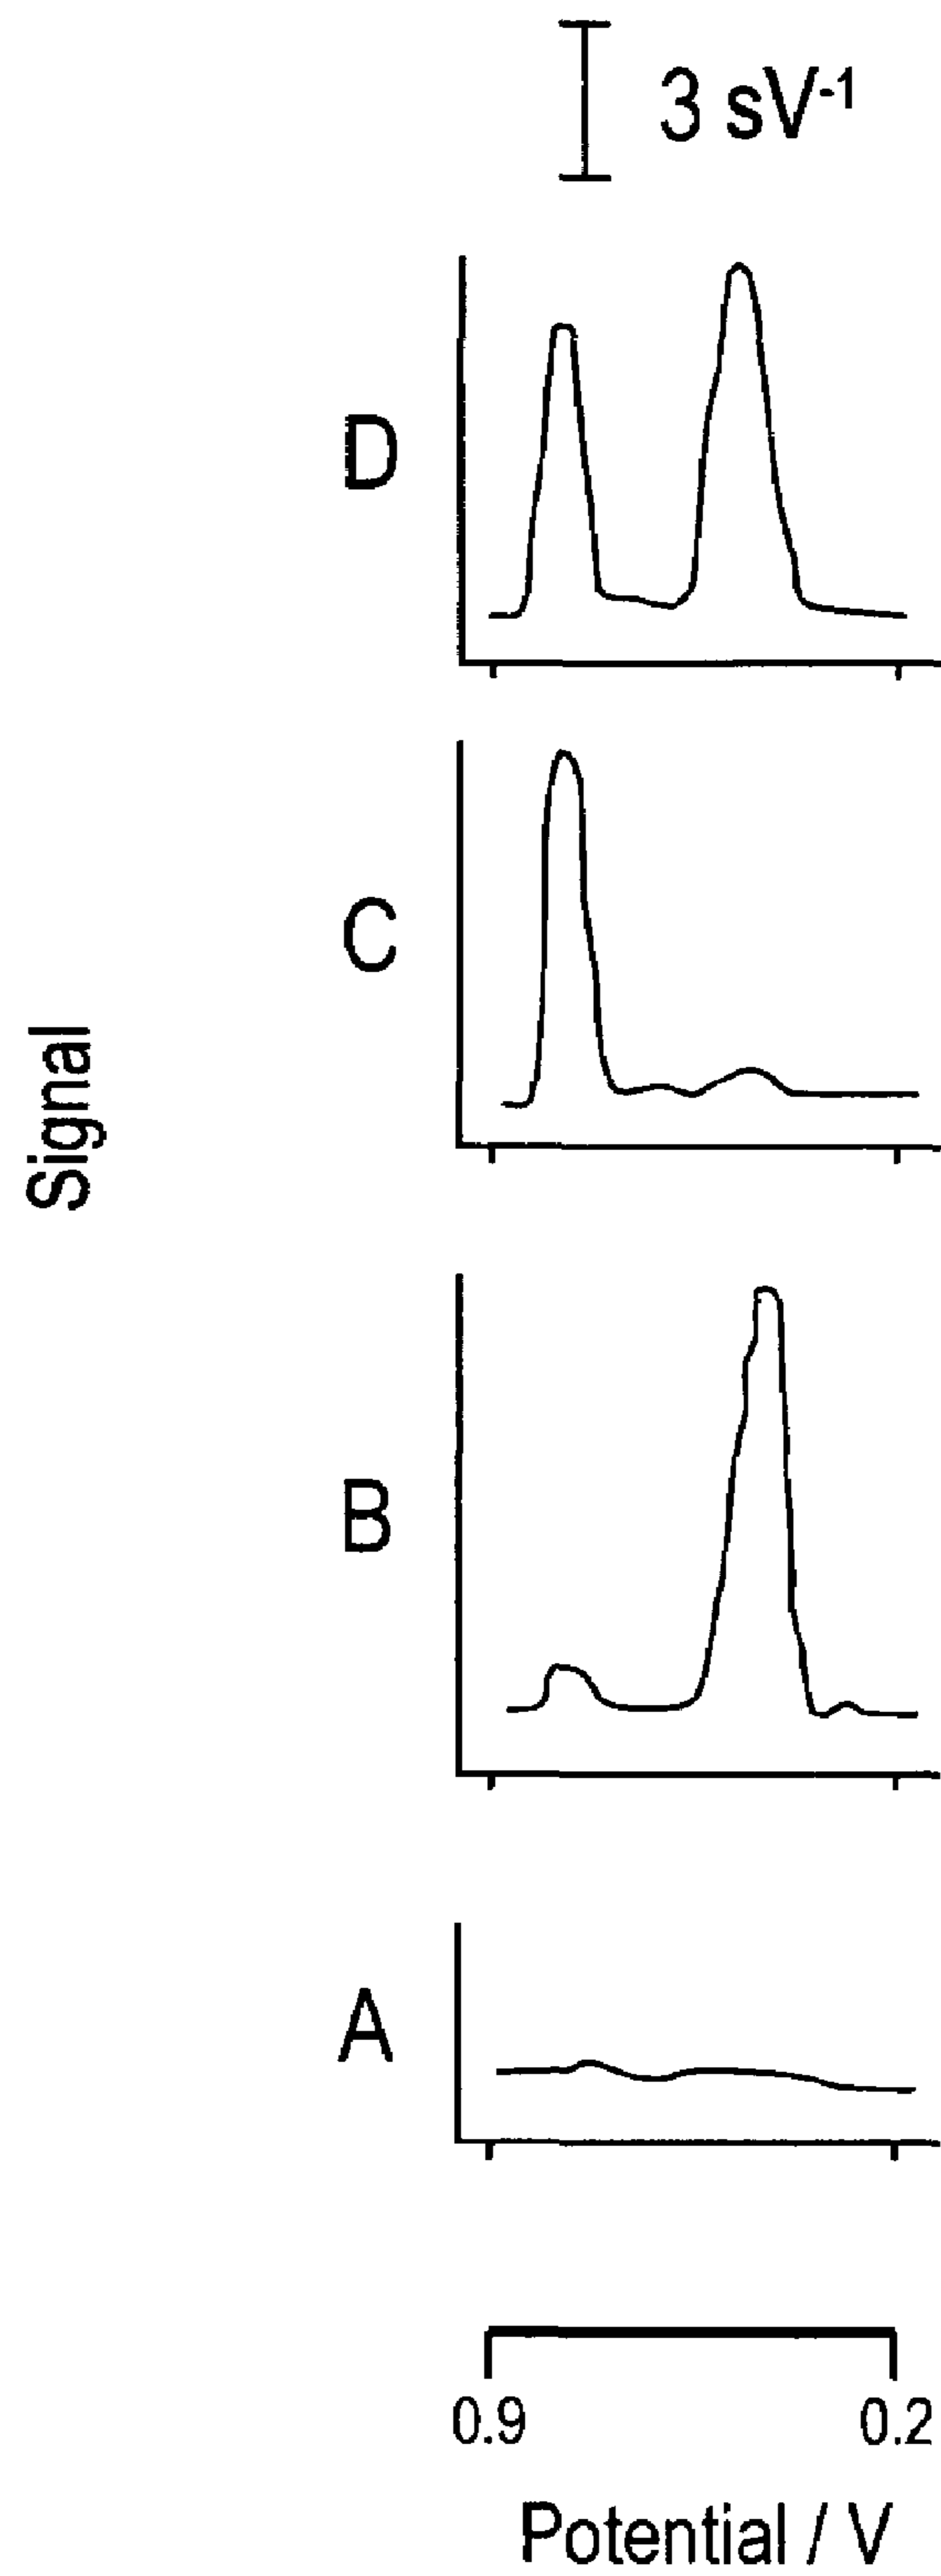 3 sV-1
D
C
Signal
B
A
0.9 0.2
Potential / V